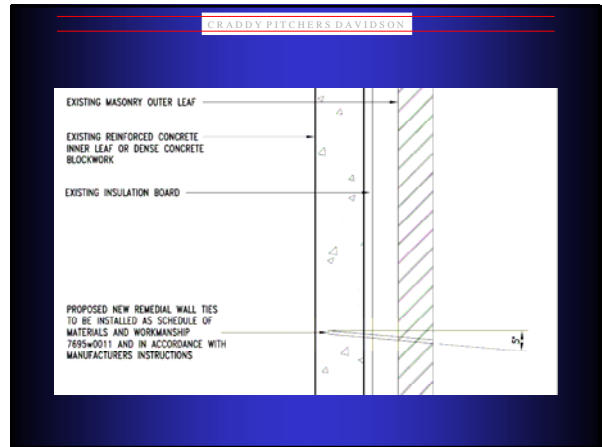 CRADDY PITCHERS DAVIDSON
EXISTING MASONRY OUTER LEAF
EXISTING REINFORCED CONCRETE
INNER LEAF OR DENSE CONCRETE
BLOCKWORK
EXISTING INSULATION BOARD
PROPOSED NEW REMEDIAL WALL TIES
TO BE INSTALLED AS SCHEDULE OF
MATERIALS AND WORKMANSHIP
7695w0011 AND IN ACCORDANCE WITH
MANUFACTURERS INSTRUCTIONS
5°